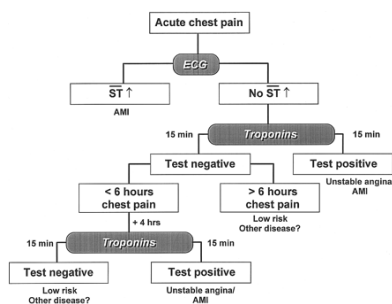 Acute chest pain
ECG
ST ↑
No ST ↑
AMI
15 min
Troponins
15 min
Test negative
Test positive
Unstable angina/
AMI
< 6 hours
chest pain
> 6 hours
chest pain
Low risk
Other disease?
+ 4 hrs
15 min
Troponins
15 min
Test negative
Test positive
Low risk
Other disease?
Unstable angina/
AMI